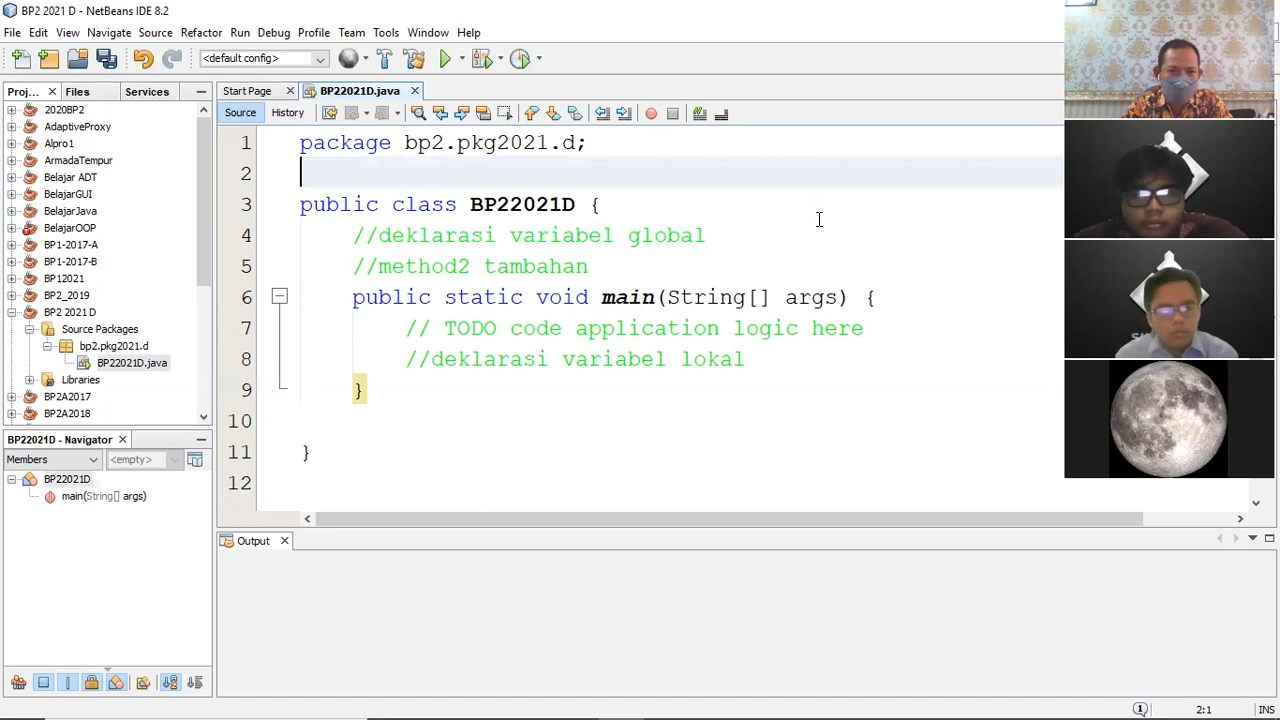 BP2 2021 D - NetBeans IDE 8.2
File Edit View Navigate Source Refactor Run Debug Profile Team Tools Window Help
<default config>
Proj... Files Services
2020BP2
AdaptiveProxy
Alpro1
ArmadaTempur
Belajar ADT
BelajarGUI
BelajarJava
BelajarOOP
BP1-2017-A
BP1-2017-B
BP12021
BP2_2019
BP2 2021 D
Source Packages
bp2.pkg2021.d
BP22021D.java
Libraries
BP2A2017
BP2A2018
BP22021D - Navigator
Members <empty>
BP22021D
main(String[] args)
Start Page BP22021D.java
Source History
1 package bp2.pkg2021.d;
2
3 public class BP22021D {
4 //deklarasi variabel global
5 //method2 tambahan
6 public static void main(String[] args) {
7 // TODO code application logic here
8 //deklarasi variabel lokal
9 }
10
11 }
12
Output
1 2:1 INS